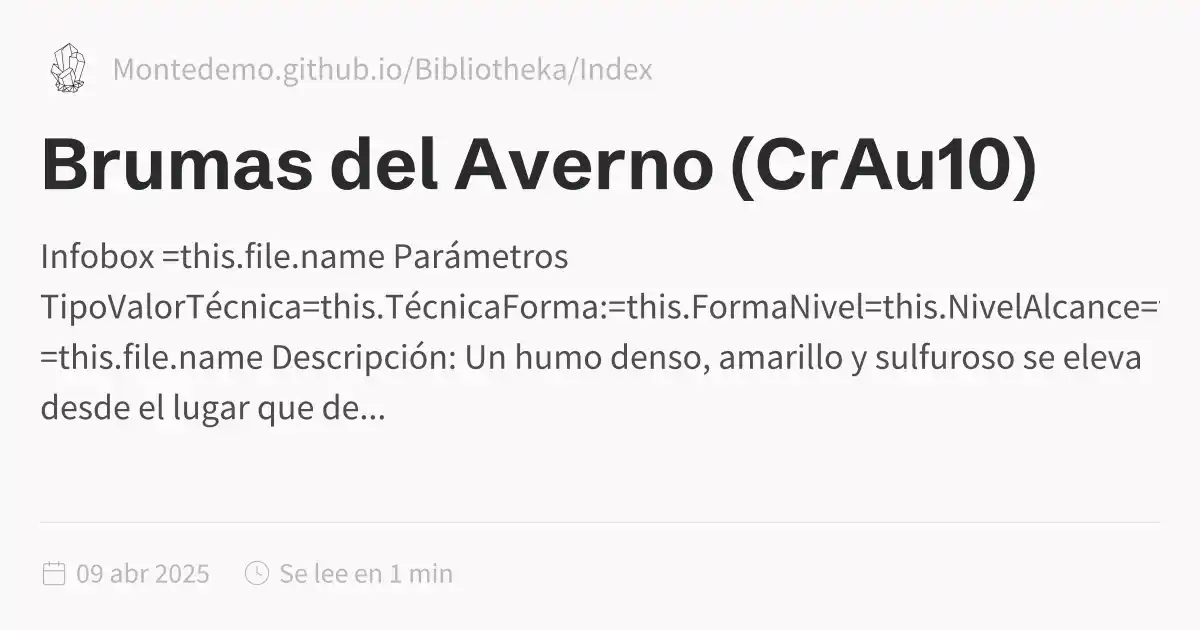 Montedemo.github.io/Bibliotheka/Index
Brumas del Averno (CrAu10)
Infobox =this.file.name Parámetros
TipoValorTécnica=this.TécnicaForma:=this.FormaNivel=this.NivelAlcance=
=this.file.name Descripción: Un humo denso, amarillo y sulfuroso se eleva
desde el lugar que de...
09 abr 2025 Se lee en 1 min